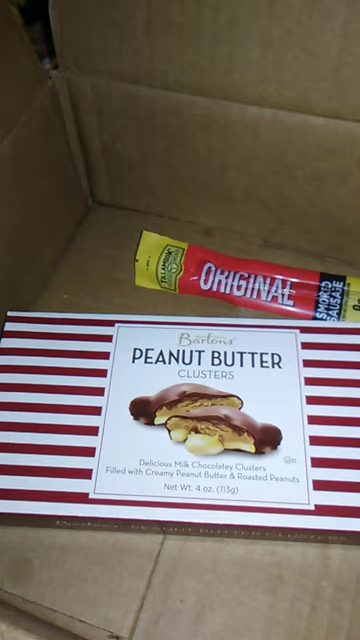 TILLAMOOK
ORIGINAL
SMOKED
SAUSAGE
Bartons
PEANUT BUTTER
CLUSTERS
Delicious Milk Chocolatey Clusters
Filled with Creamy Peanut Butter & Roasted Peanuts
Net Wt. 4 oz. (113g)
Bartons PEANUT BUTTER CLUSTERS